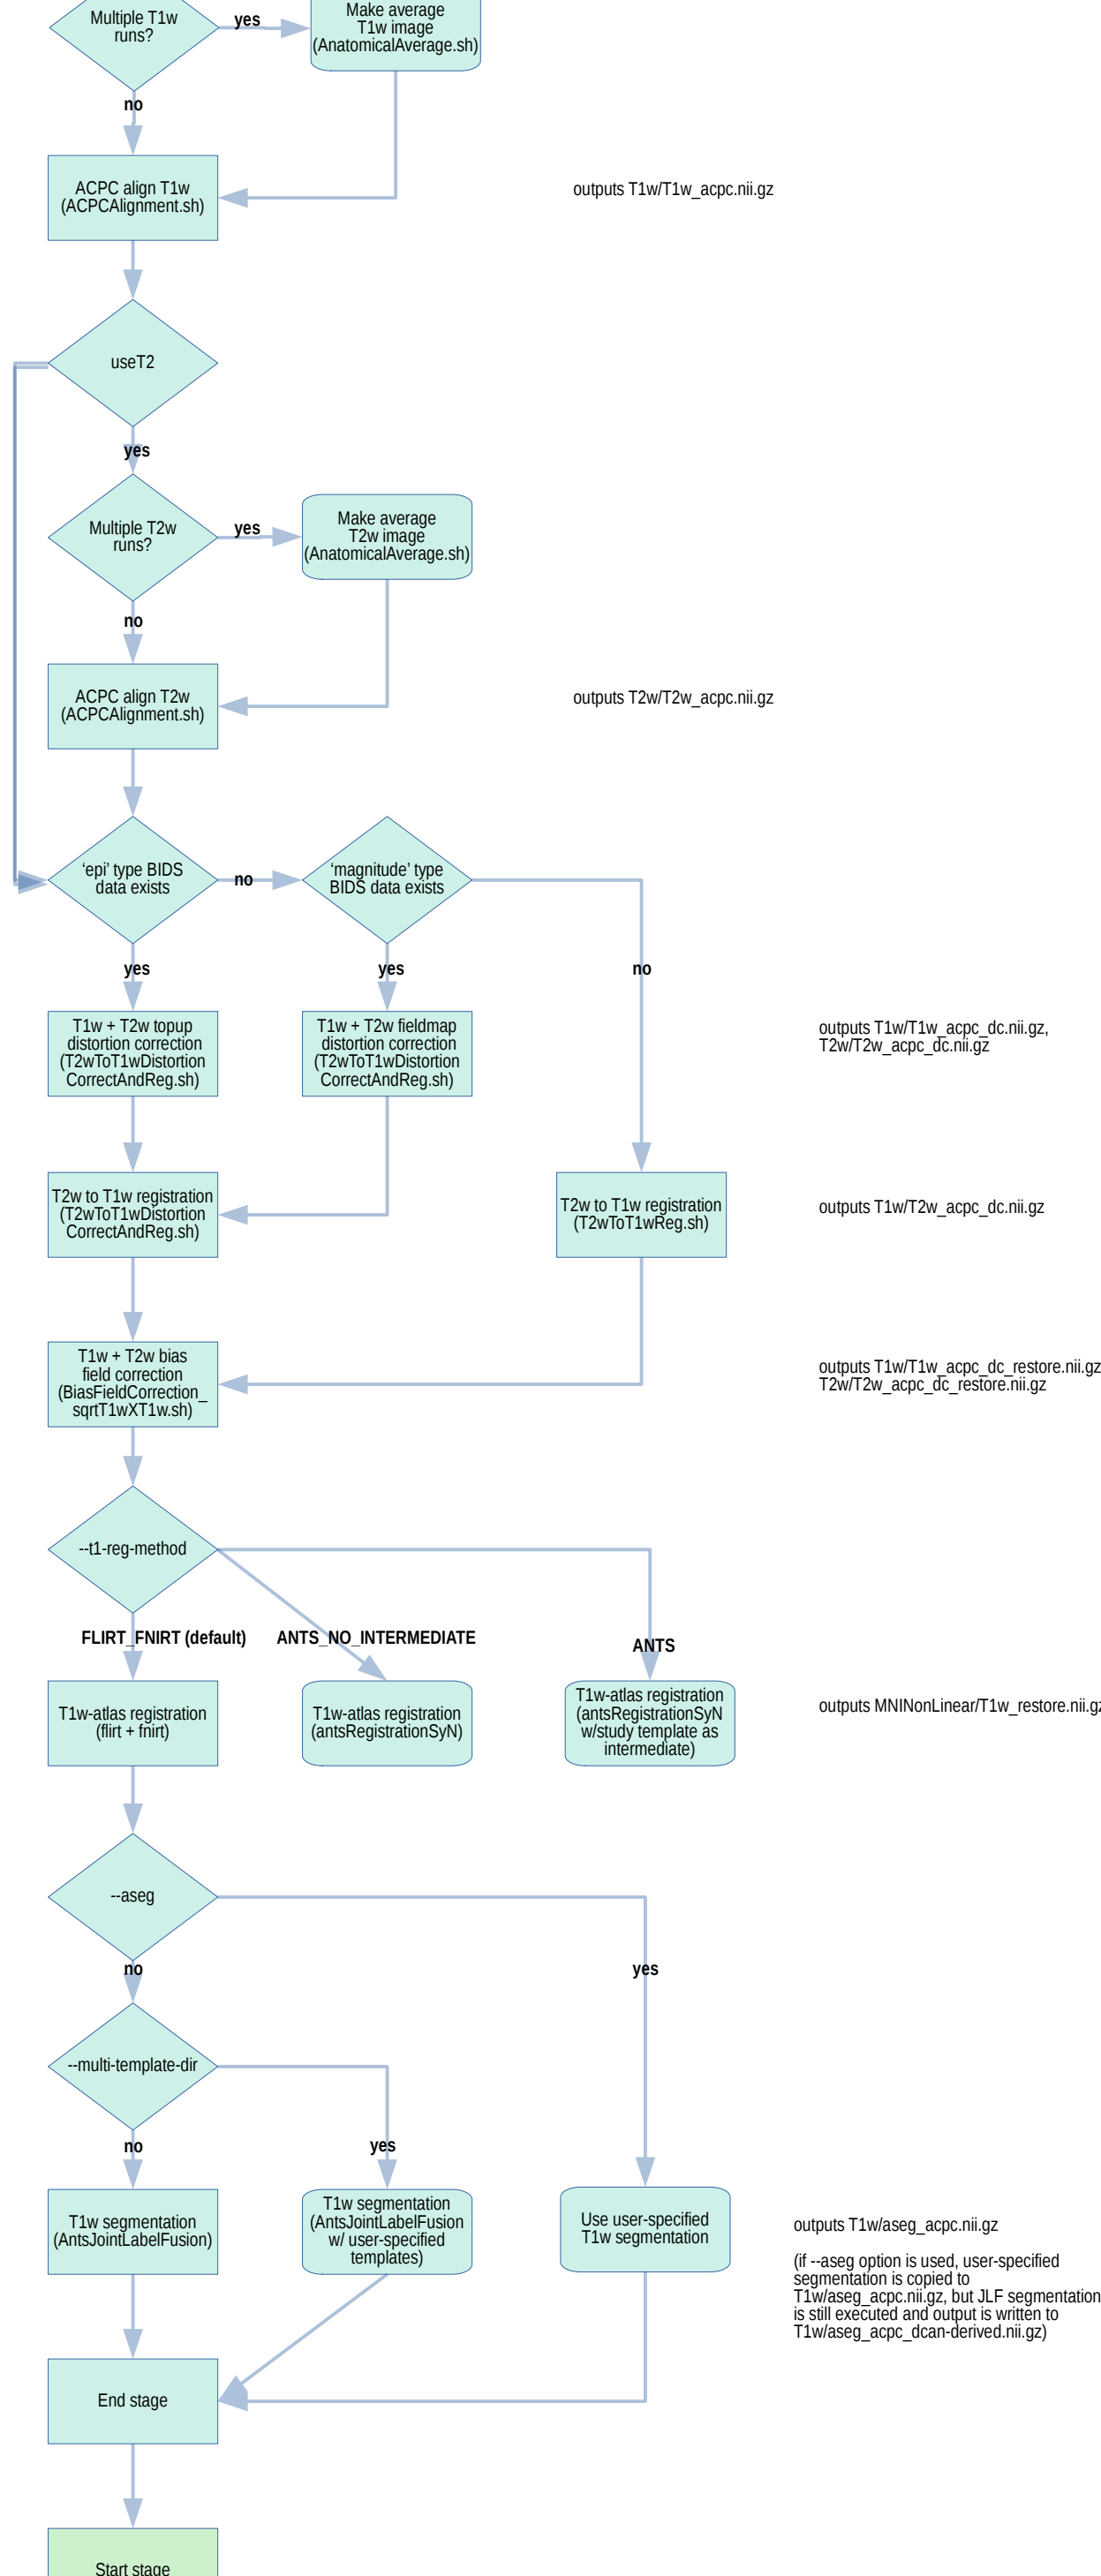 Multiple T1w
runs?
yes
Make average
T1w image
(AnatomicalAverage.sh)
no
ACPC align T1w
(ACPCAlignment.sh)
outputs T1w/T1w_acpc.nii.gz
useT2
yes
Multiple T2w
runs?
yes
Make average
T2w image
(AnatomicalAverage.sh)
no
ACPC align T2w
(ACPCAlignment.sh)
outputs T2w/T2w_acpc.nii.gz
‘epi’ type BIDS
data exists
no
‘magnitude’ type
BIDS data exists
yes
yes
no
T1w + T2w topup
distortion correction
(T2wToT1wDistortion
CorrectAndReg.sh)
T1w + T2w fieldmap
distortion correction
(T2wToT1wDistortion
CorrectAndReg.sh)
outputs T1w/T1w_acpc_dc.nii.gz,
T2w/T2w_acpc_dc.nii.gz
T2w to T1w registration
(T2wToT1wDistortion
CorrectAndReg.sh)
T2w to T1w registration
(T2wToT1wReg.sh)
outputs T1w/T2w_acpc_dc.nii.gz
T1w + T2w bias
field correction
(BiasFieldCorrection_
sqrtT1wXT1w.sh)
outputs T1w/T1w_acpc_dc_restore.nii.gz
T2w/T2w_acpc_dc_restore.nii.gz
--t1-reg-method
FLIRT_FNIRT (default)
ANTS_NO_INTERMEDIATE
ANTS
T1w-atlas registration
(flirt + fnirt)
T1w-atlas registration
(antsRegistrationSyN)
T1w-atlas registration
(antsRegistrationSyN
w/study template as
intermediate)
outputs MNINonLinear/T1w_restore.nii.gz
--aseg
no
yes
--multi-template-dir
no
yes
T1w segmentation
(AntsJointLabelFusion)
T1w segmentation
(AntsJointLabelFusion
w/ user-specified
templates)
Use user-specified
T1w segmentation
outputs T1w/aseg_acpc.nii.gz
(if --aseg option is used, user-specified
segmentation is copied to
T1w/aseg_acpc.nii.gz, but JLF segmentation
is still executed and output is written to
T1w/aseg_acpc_dcan-derived.nii.gz)
End stage
Start stage